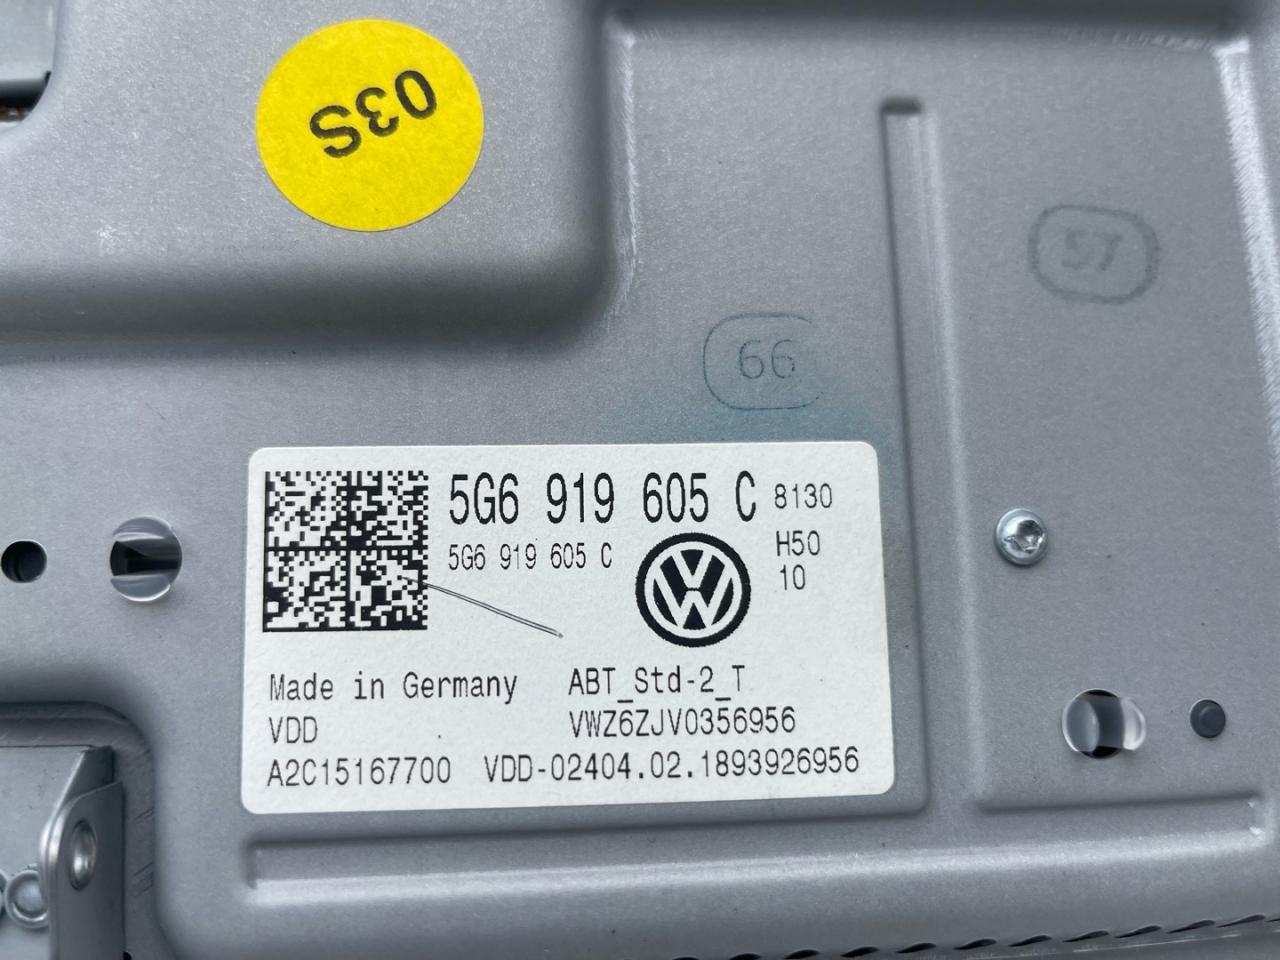 03S
57
66
5G6 919 605 C 8130
5G6 919 605 C H50
10
Made in Germany ABT_Std-2_T
VDD VWZ6ZJV0356956
A2C15167700 VDD-02404.02.1893926956